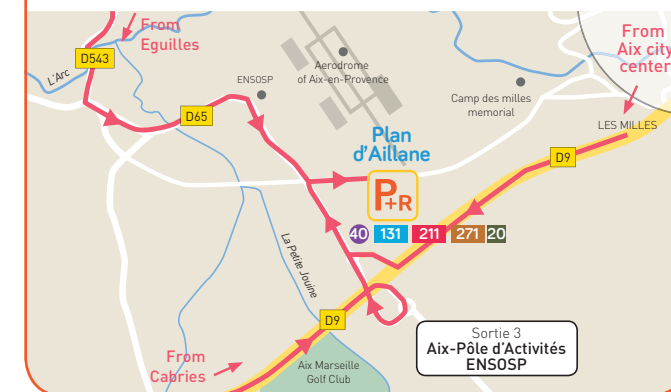 From
Eguilles
From
Aix city
center
D543
L'Arc
Aerodrome
of Aix-en-Provence
ENSOSP
Camp des milles
memorial
D65
LES MILLES
Plan
d'Aillane
D9
P+R
40 131 211 271 20
La Petite Jouine
D9
Sortie 3
Aix-Pôle d'Activités
ENSOSP
From
Cabries
Aix Marseille
Golf Club